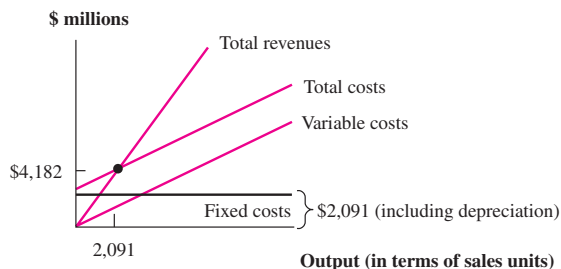 $ millions
Total revenues
Total costs
Variable costs
$4,182
Fixed costs
$2,091 (including depreciation)
2,091
Output (in terms of sales units)